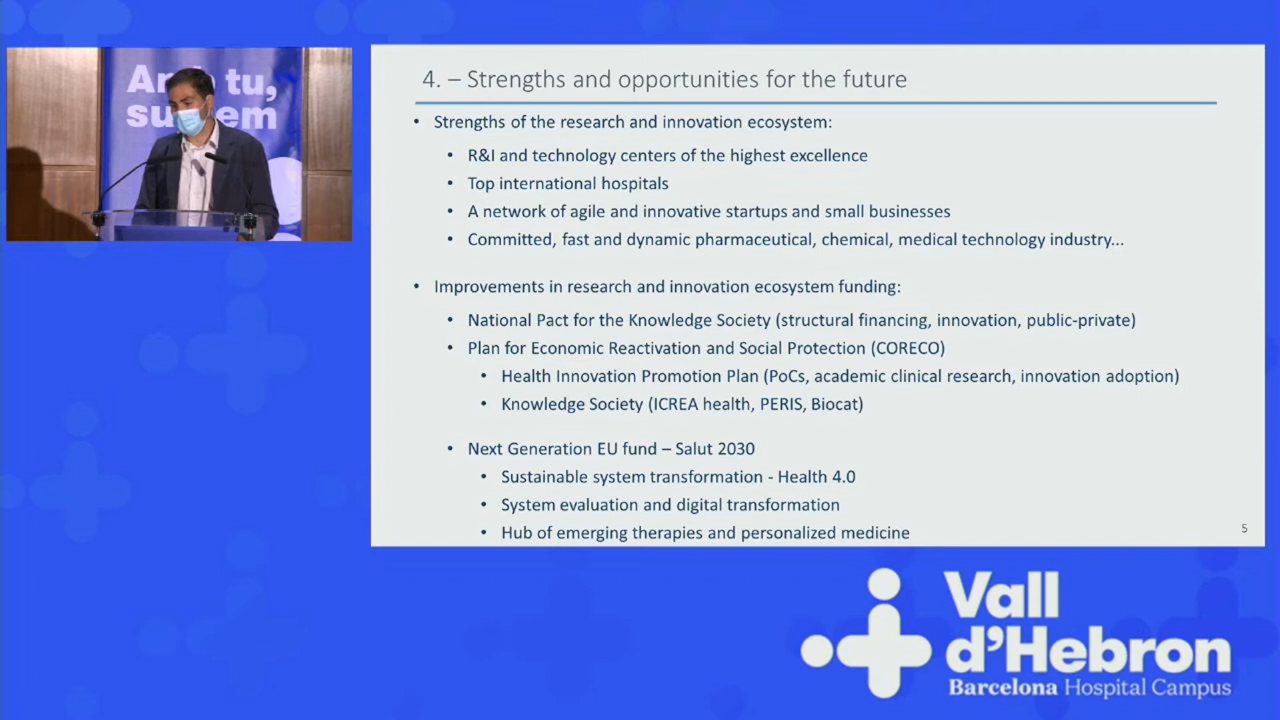 Am tu,
su em
4. – Strengths and opportunities for the future
• Strengths of the research and innovation ecosystem:
• R&I and technology centers of the highest excellence
• Top international hospitals
• A network of agile and innovative startups and small businesses
• Committed, fast and dynamic pharmaceutical, chemical, medical technology industry...
• Improvements in research and innovation ecosystem funding:
• National Pact for the Knowledge Society (structural financing, innovation, public-private)
• Plan for Economic Reactivation and Social Protection (CORECO)
• Health Innovation Promotion Plan (PoCs, academic clinical research, innovation adoption)
• Knowledge Society (ICREA health, PERIS, Biocat)
• Next Generation EU fund – Salut 2030
• Sustainable system transformation - Health 4.0
• System evaluation and digital transformation
• Hub of emerging therapies and personalized medicine
5
Vall
d'Hebron
Barcelona Hospital Campus